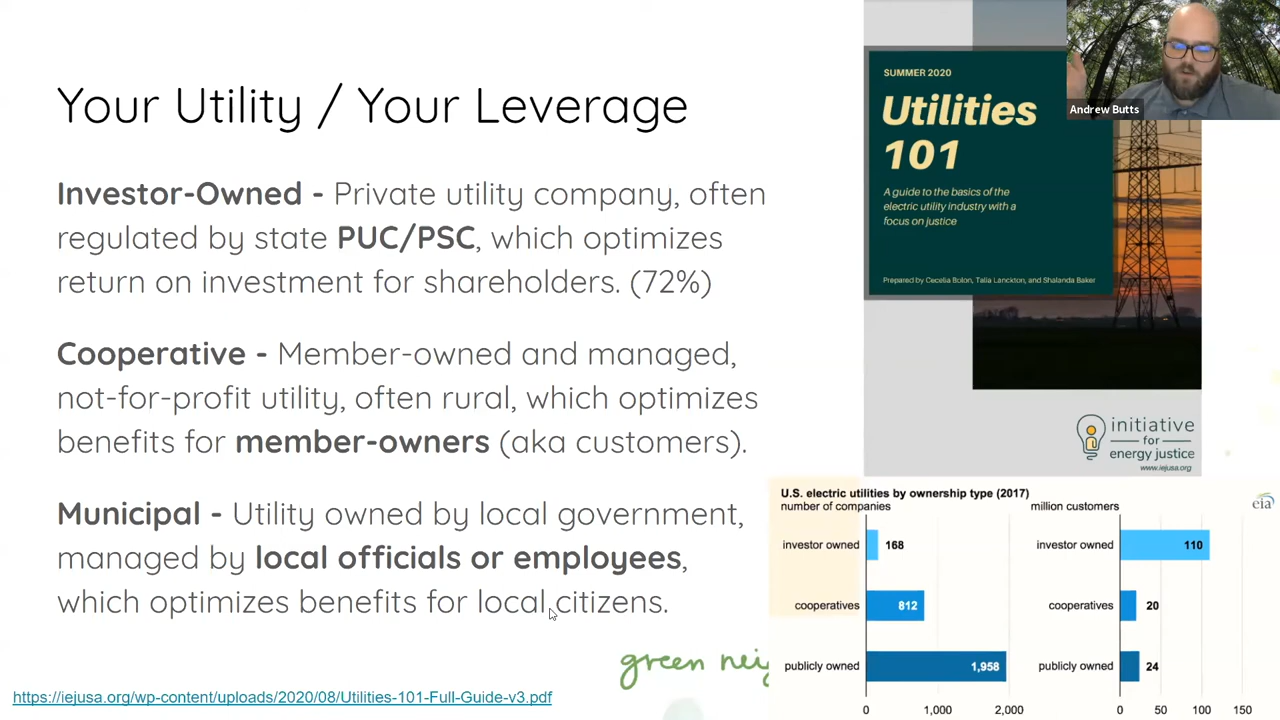 Your Utility / Your Leverage
Investor-Owned - Private utility company, often
regulated by state PUC/PSC, which optimizes
return on investment for shareholders. (72%)
Cooperative - Member-owned and managed,
not-for-profit utility, often rural, which optimizes
benefits for member-owners (aka customers).
Municipal - Utility owned by local government,
managed by local officials or employees,
which optimizes benefits for local citizens.
green nei
https://iejusa.org/wp-content/uploads/2020/08/Utilities-101-Full-Guide-v3.pdf
SUMMER 2020
Utilities
101
A guide to the basics of the
electric utility industry with a
focus on justice
Prepared by Cecelia Bolon, Talia Lanckton, and Shalanda Baker
Andrew Butts
initiative
for
energy justice
www.iejusa.org
U.S. electric utilities by ownership type (2017)
number of companies
million customers
eia
investor owned 168
cooperatives 812
publicly owned 1,958
0 1,000 2,000
investor owned 110
cooperatives 20
publicly owned 24
0 50 100 150